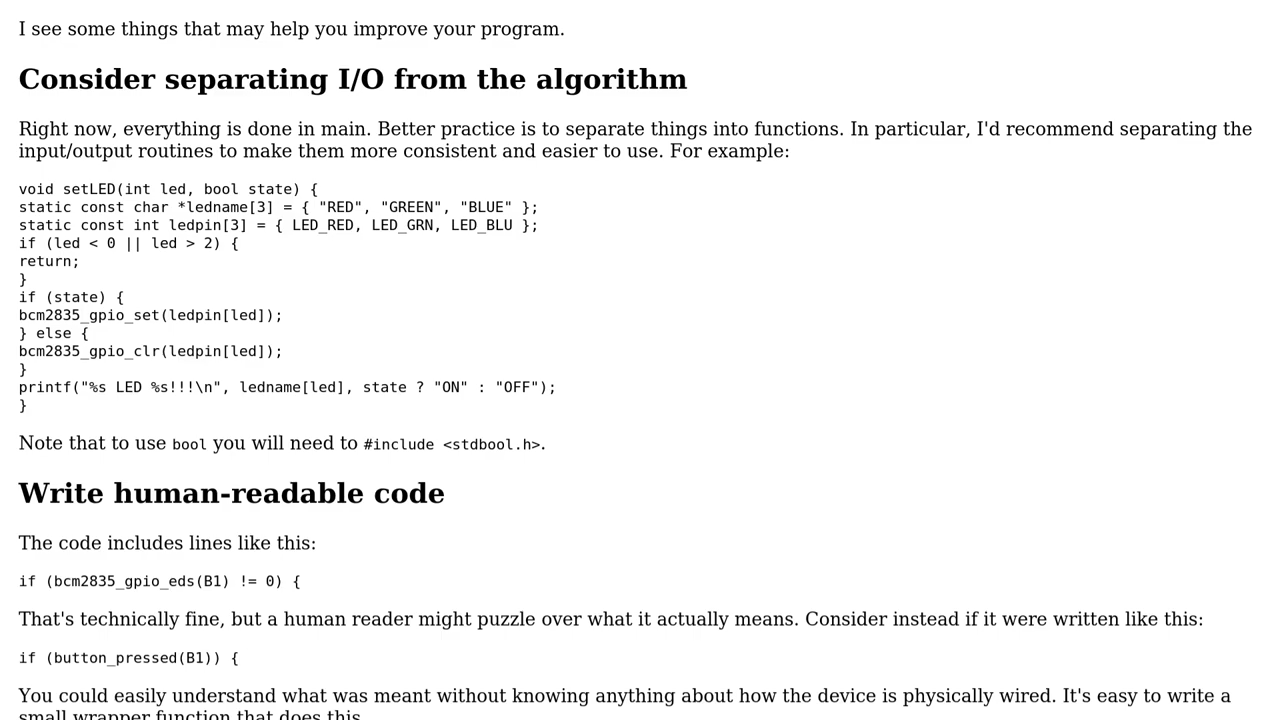 I see some things that may help you improve your program.
Consider separating I/O from the algorithm
Right now, everything is done in main. Better practice is to separate things into functions. In particular, I'd recommend separating the
input/output routines to make them more consistent and easier to use. For example:
void setLED(int led, bool state) {
static const char *ledname[3] = { "RED", "GREEN", "BLUE" };
static const int ledpin[3] = { LED_RED, LED_GRN, LED_BLU };
if (led < 0 || led > 2) {
return;
}
if (state) {
bcm2835_gpio_set(ledpin[led]);
} else {
bcm2835_gpio_clr(ledpin[led]);
}
printf("%s LED %s!!!\n", ledname[led], state ? "ON" : "OFF");
}
Note that to use bool you will need to #include <stdbool.h>.
Write human-readable code
The code includes lines like this:
if (bcm2835_gpio_eds(B1) != 0) {
That's technically fine, but a human reader might puzzle over what it actually means. Consider instead if it were written like this:
if (button_pressed(B1)) {
You could easily understand what was meant without knowing anything about how the device is physically wired. It's easy to write a
small wrapper function that does this